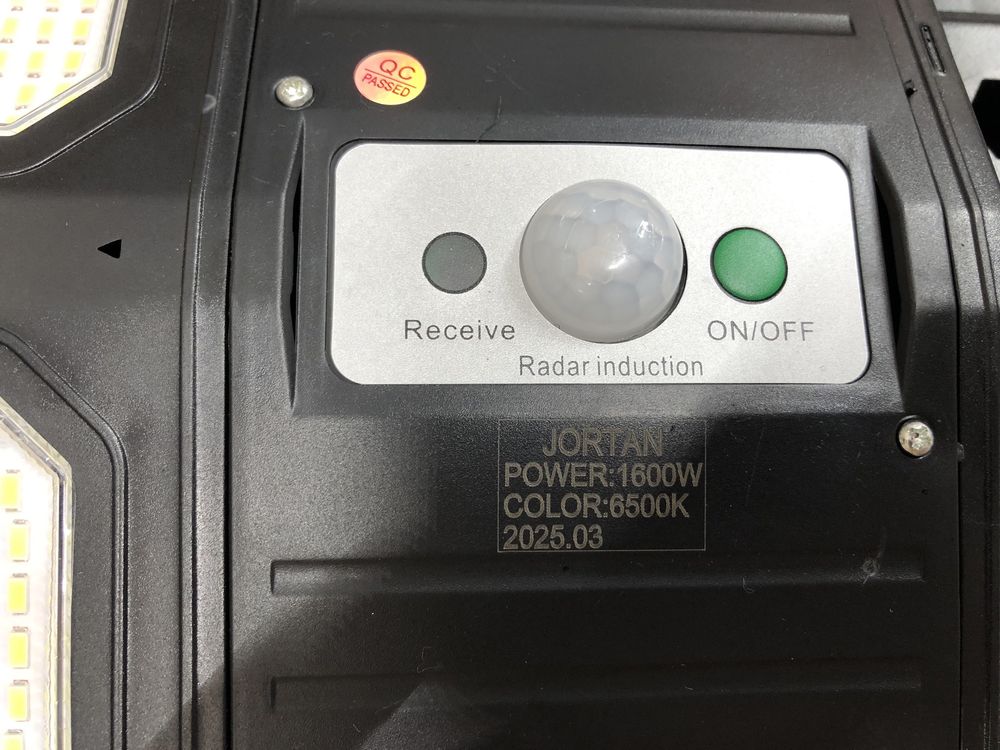 QC
PASSED
Receive
ON/OFF
Radar induction
JORTAN
POWER:1600W
COLOR:6500K
2025.03